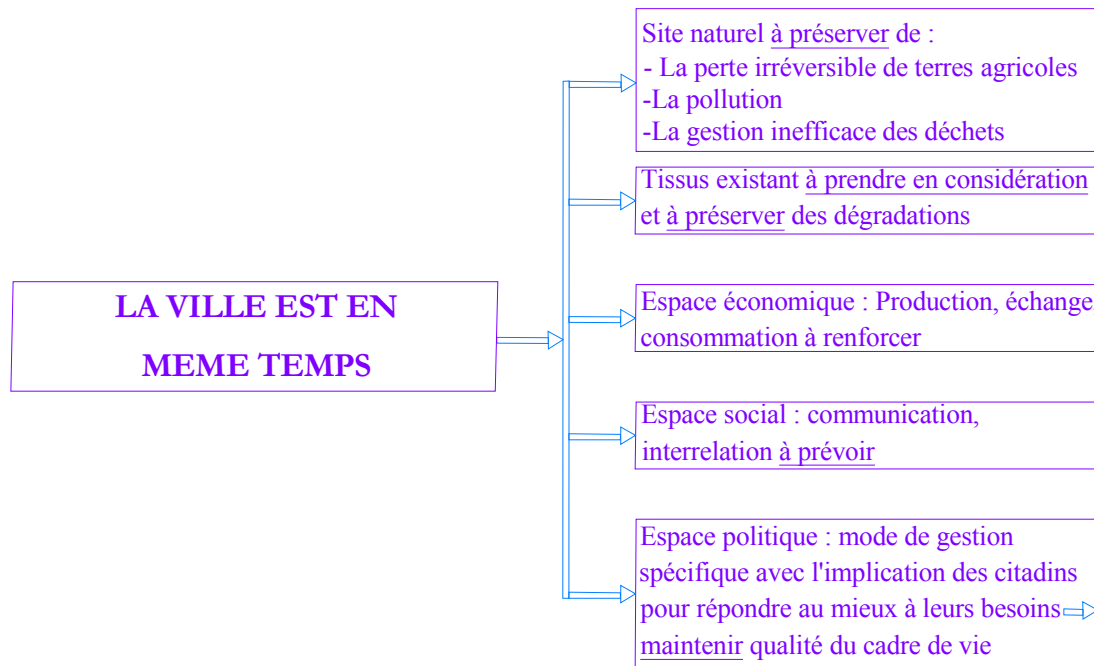 Site naturel à préserver de :
- La perte irréversible de terres agricoles
-La pollution
-La gestion inefficace des déchets
Tissus existant à prendre en considération
et à préserver des dégradations
LA VILLE EST EN
MEME TEMPS
Espace économique : Production, échange
consommation à renforcer
Espace social : communication,
interrelation à prévoir
Espace politique : mode de gestion
spécifique avec l'implication des citadins
pour répondre au mieux à leurs besoins
maintenir qualité du cadre de vie